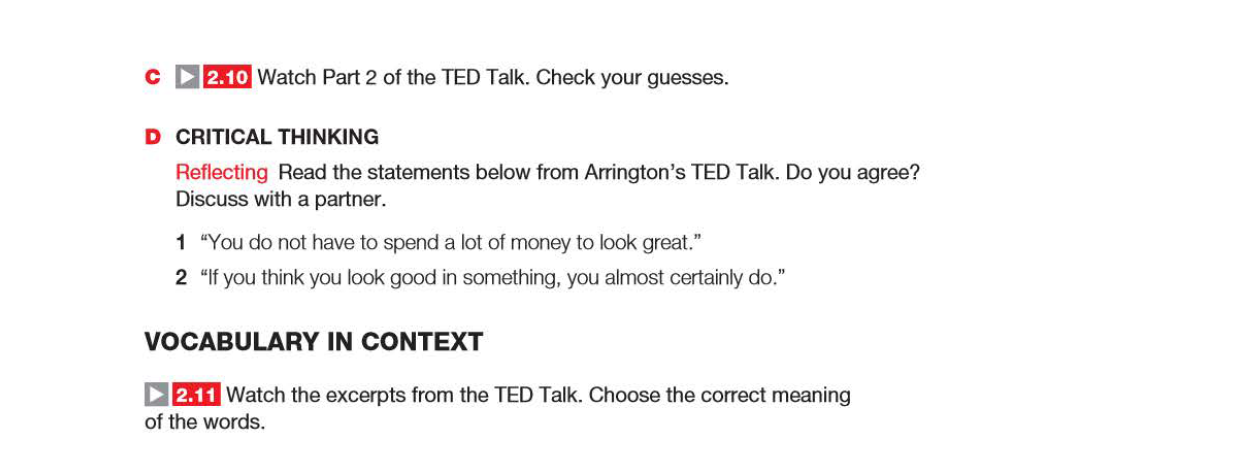 C 2.10 Watch Part 2 of the TED Talk. Check your guesses.
D CRITICAL THINKING
Reflecting Read the statements below from Arrington’s TED Talk. Do you agree?
Discuss with a partner.
1 “You do not have to spend a lot of money to look great.”
2 “If you think you look good in something, you almost certainly do.”
VOCABULARY IN CONTEXT
2.11 Watch the excerpts from the TED Talk. Choose the correct meaning
of the words.